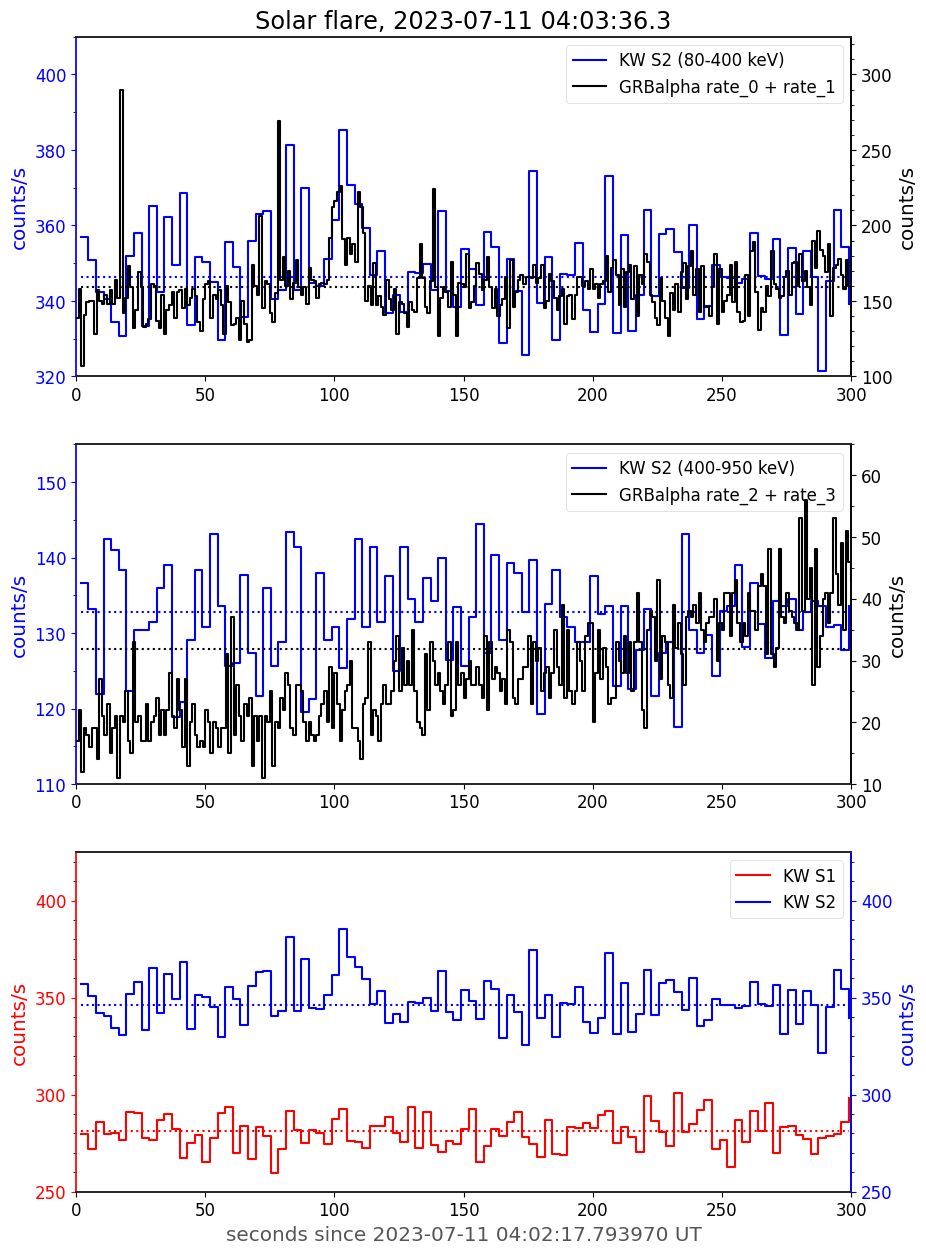 Solar flare, 2023-07-11 04:03:36.3
KW S2 (80-400 keV)
GRBalpha rate_0 + rate_1
counts/s
counts/s
400
380
360
340
320
300
250
200
150
100
0 50 100 150 200 250 300
KW S2 (400-950 keV)
GRBalpha rate_2 + rate_3
counts/s
counts/s
150
140
130
120
110
60
50
40
30
20
10
0 50 100 150 200 250 300
KW S1
KW S2
counts/s
counts/s
400
350
300
250
400
350
300
250
0 50 100 150 200 250 300
seconds since 2023-07-11 04:02:17.793970 UT